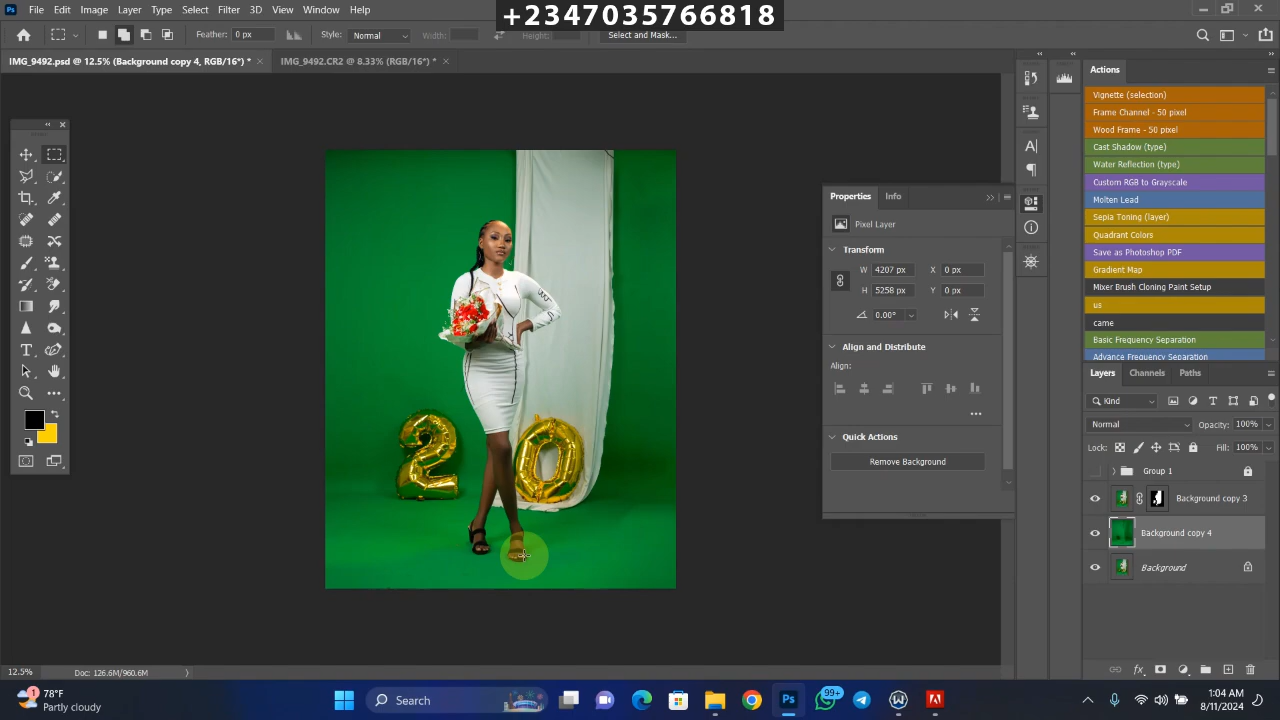 +2347035766818
Ps File Edit Image Layer Type Select Filter 3D View Window Help
Feather: 0 px Style: Normal Width: Height: Select and Mask...
IMG_9492.psd @ 12.5% (Background copy 4, RGB/16*) * × IMG_9492.CR2 @ 8.33% (RGB/16*) * ×
Actions
Vignette (selection)
Frame Channel - 50 pixel
Wood Frame - 50 pixel
Cast Shadow (type)
Water Reflection (type)
Custom RGB to Grayscale
Molten Lead
Sepia Toning (layer)
Quadrant Colors
Save as Photoshop PDF
Gradient Map
Mixer Brush Cloning Paint Setup
us
came
Basic Frequency Separation
Advance Frequency Separation
Properties Info
Pixel Layer
Transform
W 4207 px X 0 px
H 5258 px Y 0 px
0.00°
Align and Distribute
Align:
Quick Actions
Remove Background
Layers Channels Paths
Kind
Normal Opacity: 100%
Lock: Fill: 100%
Group 1
Background copy 3
Background copy 4
Background
20
12.5% Doc: 126.6M/960.6M
1 78°F
Partly cloudy
Search
Ps
99+
1:04 AM
8/11/2024